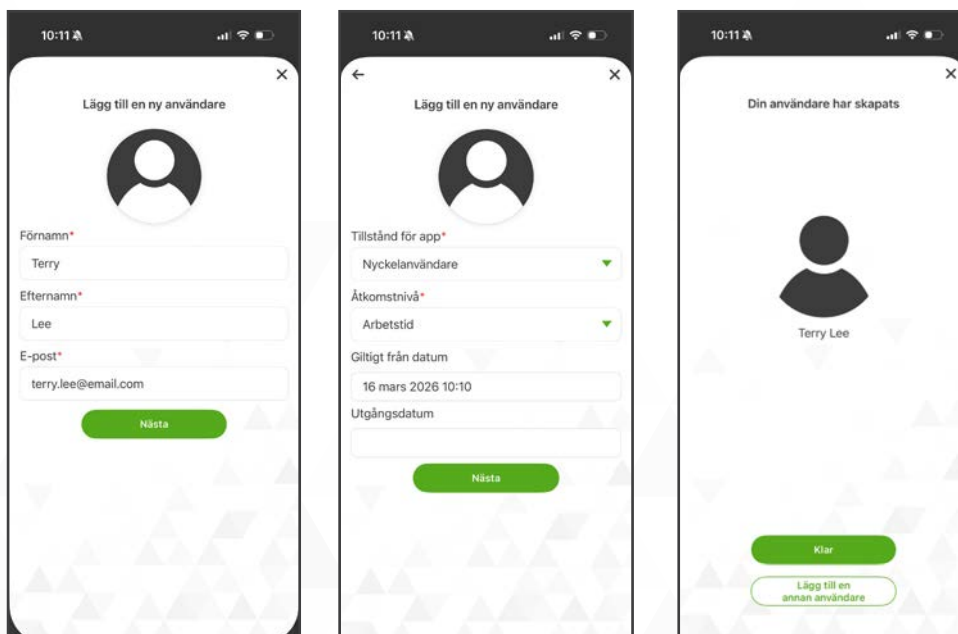 10:11
Lägg till en ny användare
Förnamn*
Terry
Efternamn*
Lee
E-post*
terry.lee@email.com
Nästa
10:11
Lägg till en ny användare
Tillstånd för app*
Nyckelanvändare
Åtkomstnivå*
Arbetstid
Giltigt från datum
16 mars 2026 10:10
Utgångsdatum
Nästa
10:11
Din användare har skapats
Terry Lee
Klar
Lägg till en
annan användare